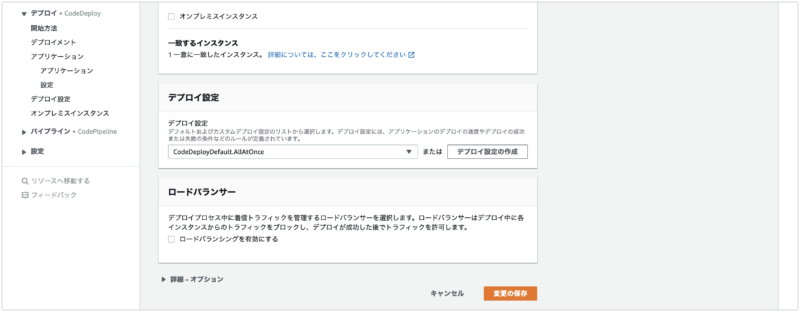 デプロイ • CodeDeploy
開始方法
デプロイメント
アプリケーション
アプリケーション
設定
デプロイ設定
オンプレミスインスタンス
パイプライン • CodePipeline
設定
リソースへ移動する
フィードバック
オンプレミスインスタンス
一致するインスタンス
1 一意に一致したインスタンス。 詳細については、ここをクリックしてください
デプロイ設定
デプロイ設定
デフォルトおよびカスタムデプロイ設定のリストから選択します。デプロイ設定には、アプリケーションのデプロイの速度やデプロイの成功
または失敗の条件などのルールが定義されています。
CodeDeployDefault.AllAtOnce または デプロイ設定の作成
ロードバランサー
デプロイプロセス中に着信トラフィックを管理するロードバランサーを選択します。ロードバランサーはデプロイ中に各
インスタンスからのトラフィックをブロックし、デプロイが成功した後でトラフィックを許可します。
ロードバランシングを有効にする
詳細 – オプション
キャンセル 変更の保存